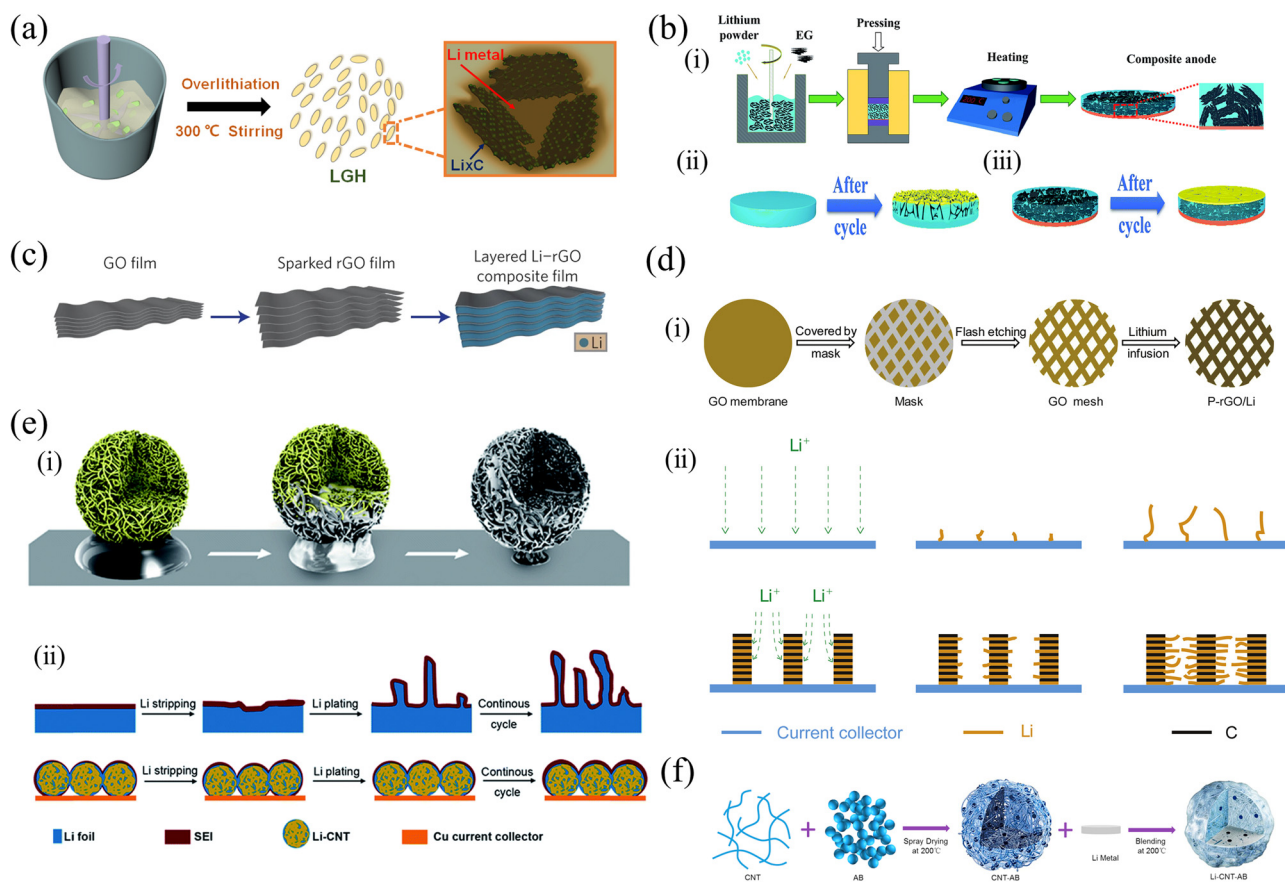 (a)
Overlithiation
300 ℃ Stirring
LGH
Li metal
LixC
(b)
(i)
Lithium
powder
EG
Pressing
Heating
Composite anode
(ii)
After
cycle
(iii)
After
cycle
(c)
GO film
Sparked rGO film
Layered Li–rGO
composite film
Li
(d)
(i)
Covered by
mask
Flash etching
Lithium
infusion
GO membrane
Mask
GO mesh
P-rGO/Li
(ii)
Li+
Li+
Li+
Current collector
Li
C
(e)
(i)
(ii)
Li stripping
Li plating
Continous
cycle
Li stripping
Li plating
Continous
cycle
Li foil
SEI
Li-CNT
Cu current collector
(f)
CNT
+
AB
Spray Drying
at 200℃
CNT-AB
+
Li Metal
Blending
at 200℃
Li-CNT-AB